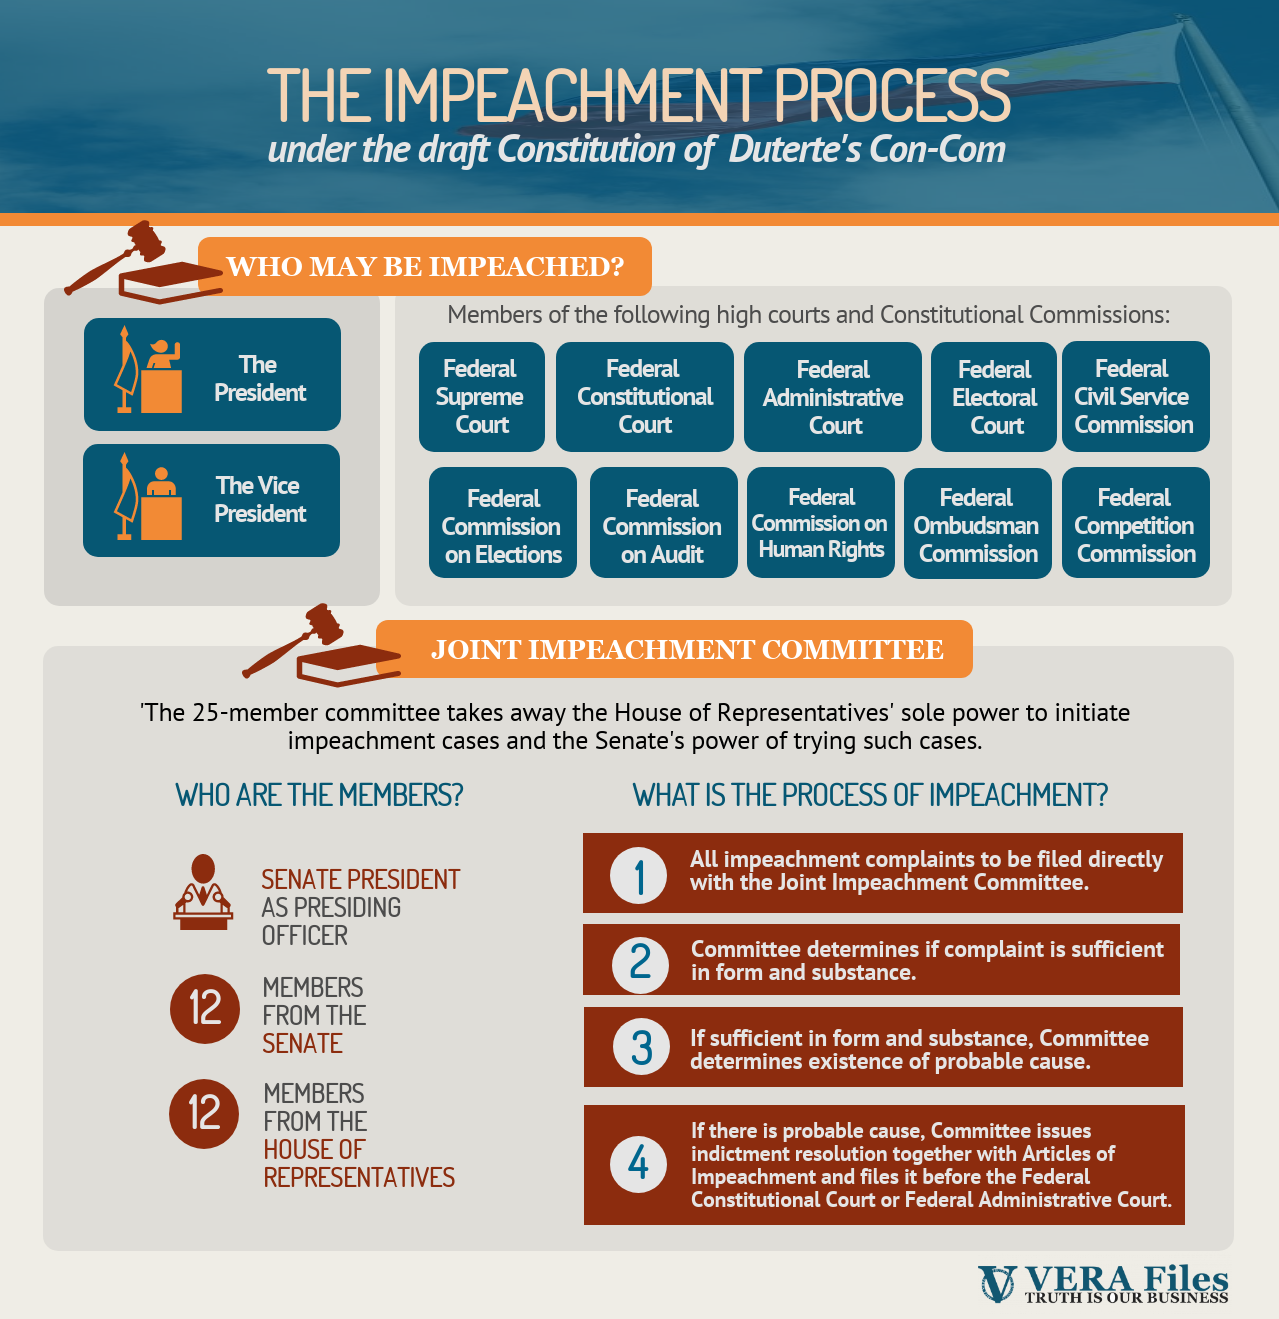 THE IMPEACHMENT PROCESS
under the draft Constitution of Duterte's Con-Com
WHO MAY BE IMPEACHED?
The
President
The Vice
President
Members of the following high courts and Constitutional Commissions:
Federal
Supreme
Court
Federal
Constitutional
Court
Federal
Administrative
Court
Federal
Electoral
Court
Federal
Civil Service
Commission
Federal
Commission
on Elections
Federal
Commission
on Audit
Federal
Commission on
Human Rights
Federal
Ombudsman
Commission
Federal
Competition
Commission
JOINT IMPEACHMENT COMMITTEE
'The 25-member committee takes away the House of Representatives' sole power to initiate
impeachment cases and the Senate's power of trying such cases.
WHO ARE THE MEMBERS?
SENATE PRESIDENT
AS PRESIDING
OFFICER
12
MEMBERS
FROM THE
SENATE
12
MEMBERS
FROM THE
HOUSE OF
REPRESENTATIVES
WHAT IS THE PROCESS OF IMPEACHMENT?
1
All impeachment complaints to be filed directly
with the Joint Impeachment Committee.
2
Committee determines if complaint is sufficient
in form and substance.
3
If sufficient in form and substance, Committee
determines existence of probable cause.
4
If there is probable cause, Committee issues
indictment resolution together with Articles of
Impeachment and files it before the Federal
Constitutional Court or Federal Administrative Court.
V VERA Files
TRUTH IS OUR BUSINESS